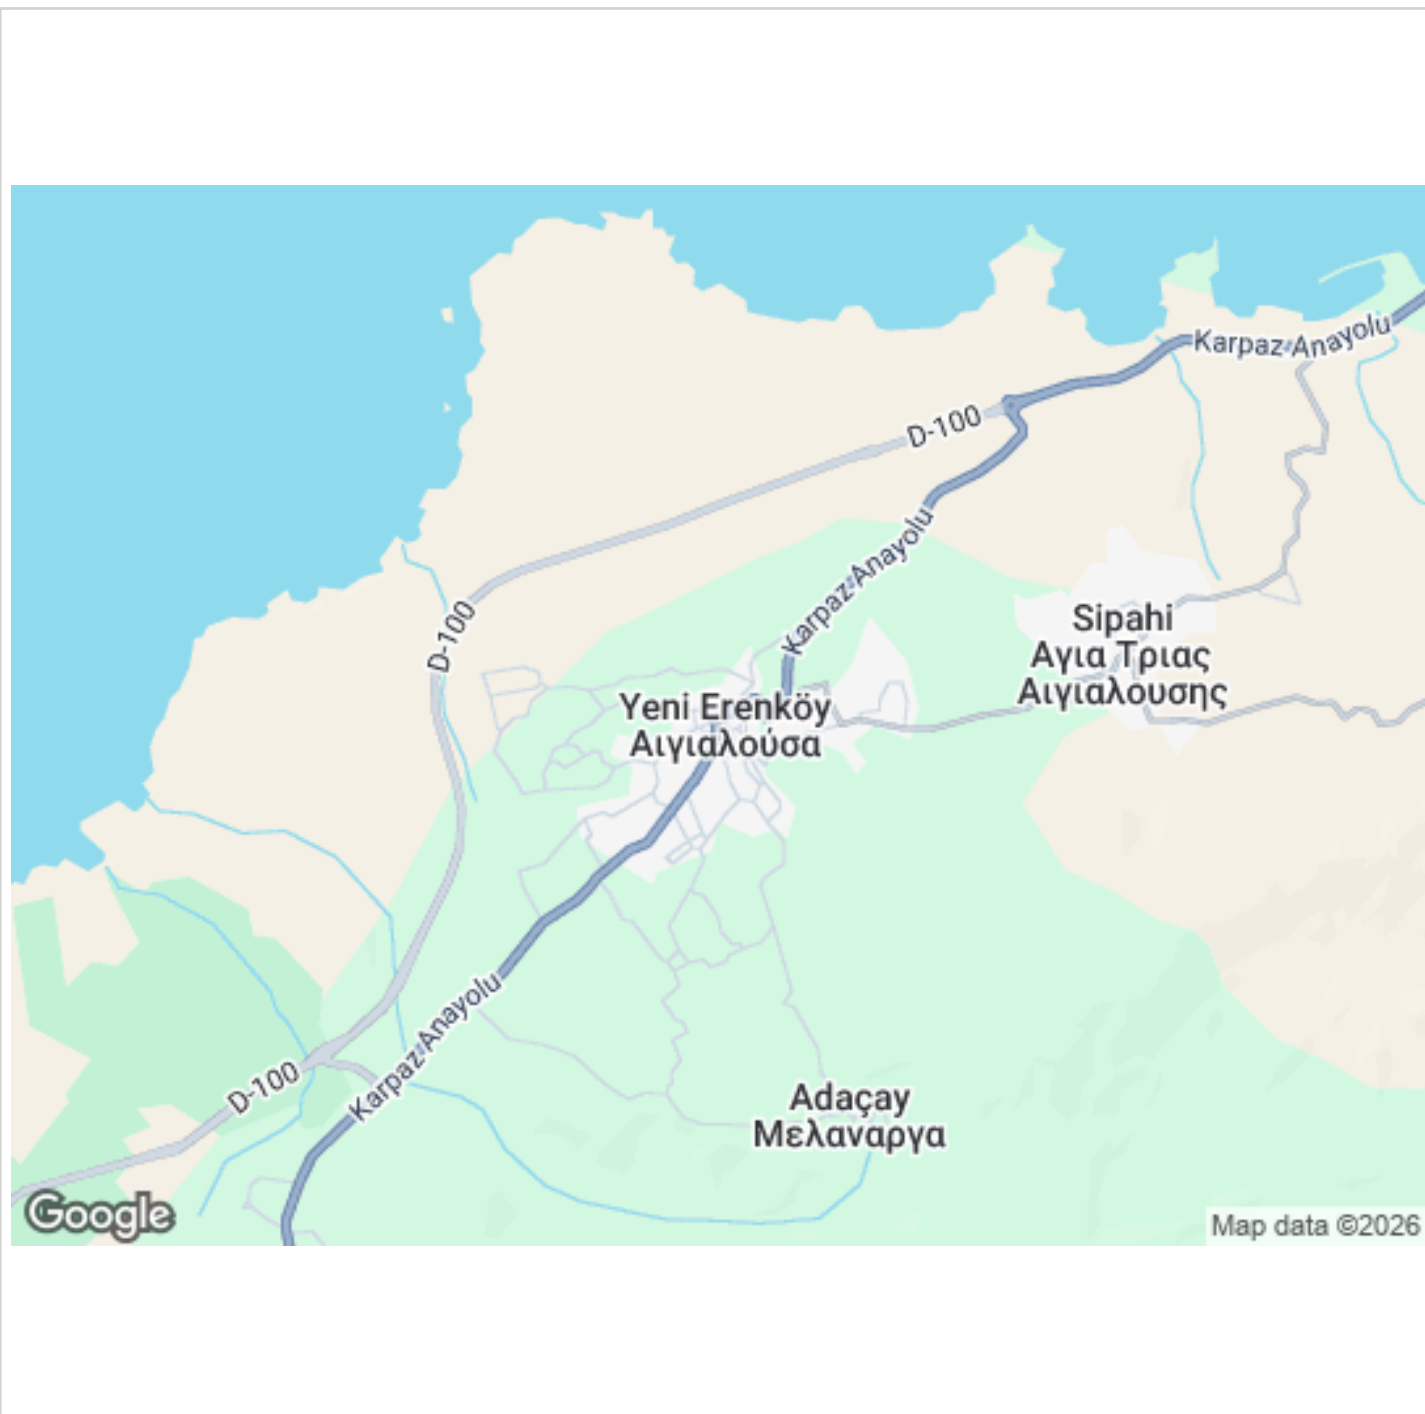 Karpaz Anayolu
D-100
Karpaz Anayolu
D-100
Sipahi
Αγια Τριας
Αιγιαλουσης
Yeni Erenköy
Αιγιαλούσα
Karpaz Anayolu
D-100
Adaçay
Μελαναργα
Google
Map data ©2026